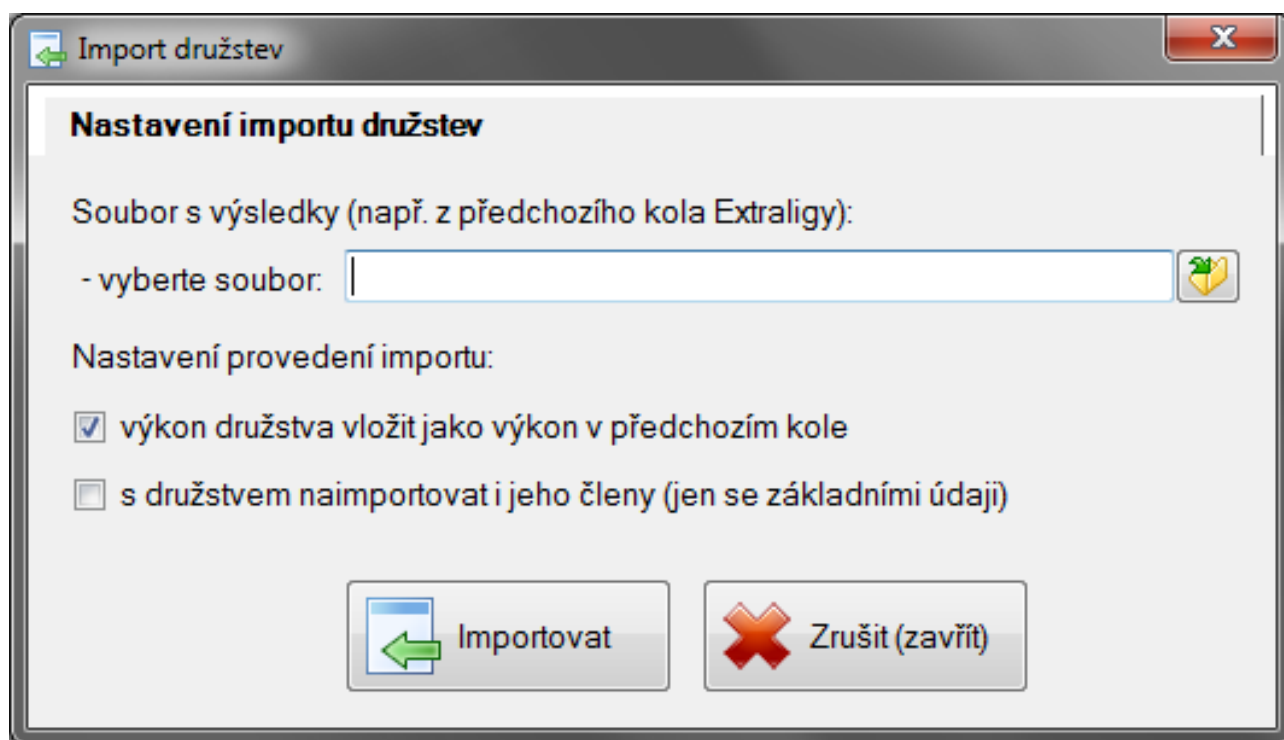 Import družstev
Nastavení importu družstev
Soubor s výsledky (např. z předchozího kola Extraligy):
- vyberte soubor:
Nastavení provedení importu:
výkon družstva vložit jako výkon v předchozím kole
s družstvem naimportovat i jeho členy (jen se základními údaji)
Importovat
Zrušit (zavřít)